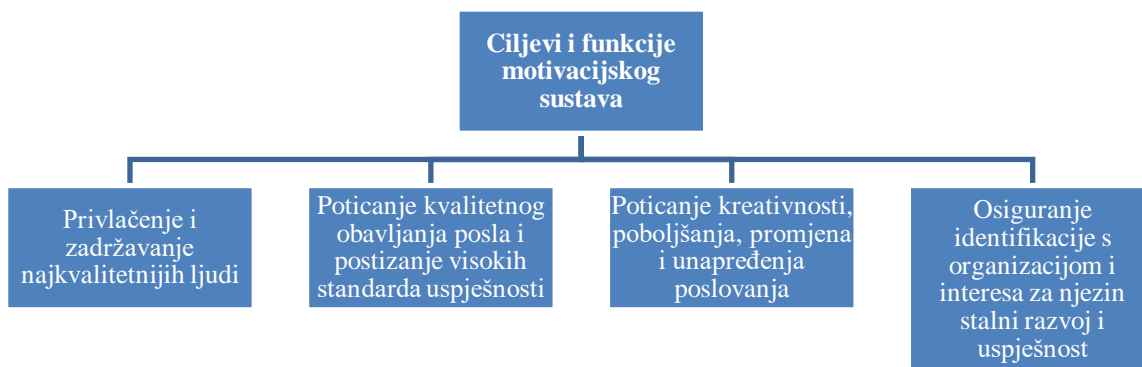 Ciljevi i funkcije
motivacijskog
sustava
Privlačenje i
zadržavanje
najkvalitetnijih ljudi
Poticanje kvalitetnog
obavljanja posla i
postizanje visokih
standarda uspješnosti
Poticanje kreativnosti,
poboljšanja, promjena
i unapređenja
poslovanja
Osiguranje
identifikacije s
organizacijom i
interesa za njezin
stalni razvoj i
uspješnost